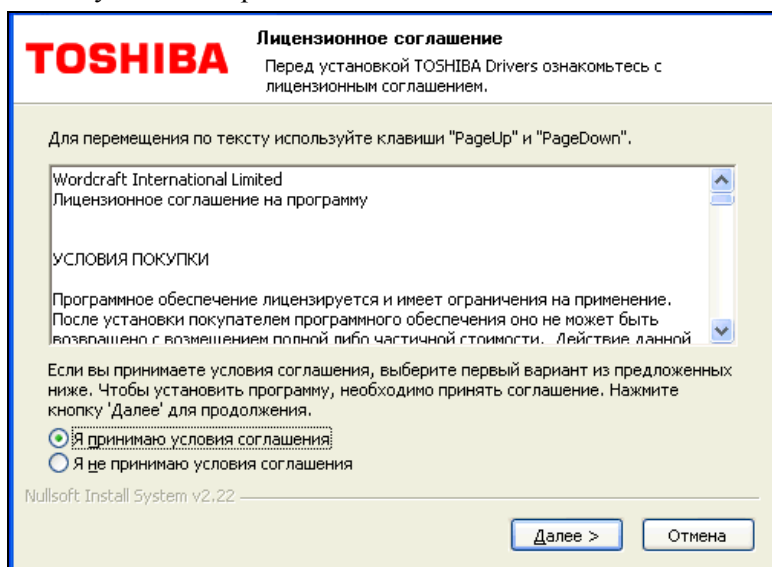 TOSHIBA
Лицензионное соглашение
Перед установкой TOSHIBA Drivers ознакомьтесь с
лицензионным соглашением.
Для перемещения по тексту используйте клавиши "PageUp" и "PageDown".
Wordcraft International Limited
Лицензионное соглашение на программу
УСЛОВИЯ ПОКУПКИ
Программное обеспечение лицензируется и имеет ограничения на применение.
После установки покупателем программного обеспечения оно не может быть
возвращено с возмещением полной либо частичной стоимости. Действие данной
Если вы принимаете условия соглашения, выберите первый вариант из предложенных
ниже. Чтобы установить программу, необходимо принять соглашение. Нажмите
кнопку 'Далее' для продолжения.
Я принимаю условия соглашения
Я не принимаю условия соглашения
Nullsoft Install System v2.22
Далее >
Отмена